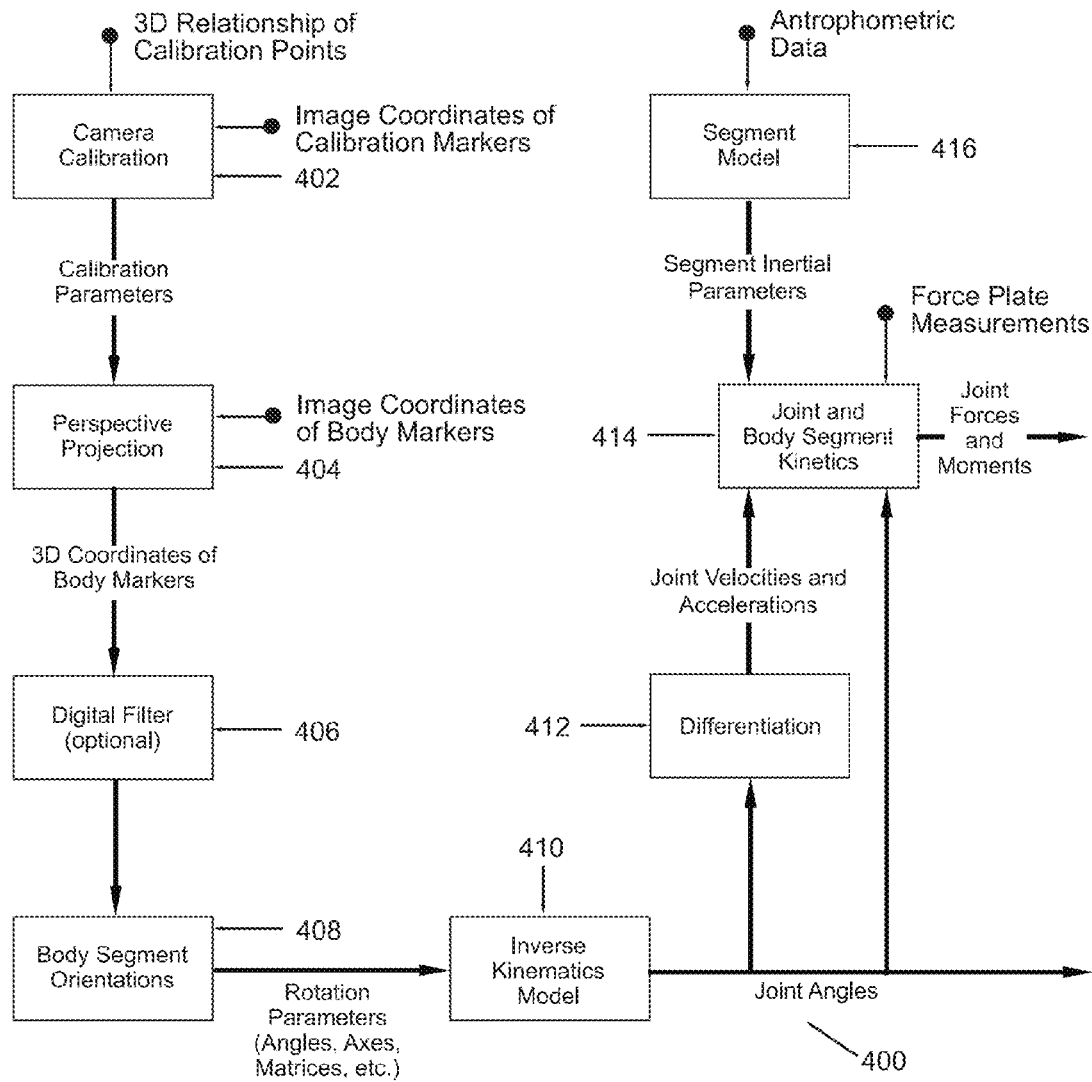 3D Relationship of
Calibration Points
Antrophometric
Data
Camera
Calibration
Image Coordinates of
Calibration Markers
402
Segment
Model
416
Calibration
Parameters
Segment Inertial
Parameters
Force Plate
Measurements
Perspective
Projection
Image Coordinates
of Body Markers
404
414
Joint and
Body Segment
Kinetics
Joint
Forces
and
Moments
3D Coordinates of
Body Markers
Joint Velocities and
Accelerations
Digital Filter
(optional)
406
412
Differentiation
410
Body Segment
Orientations
408
Inverse
Kinematics
Model
Rotation
Parameters
(Angles, Axes,
Matrices, etc.)
Joint Angles
400